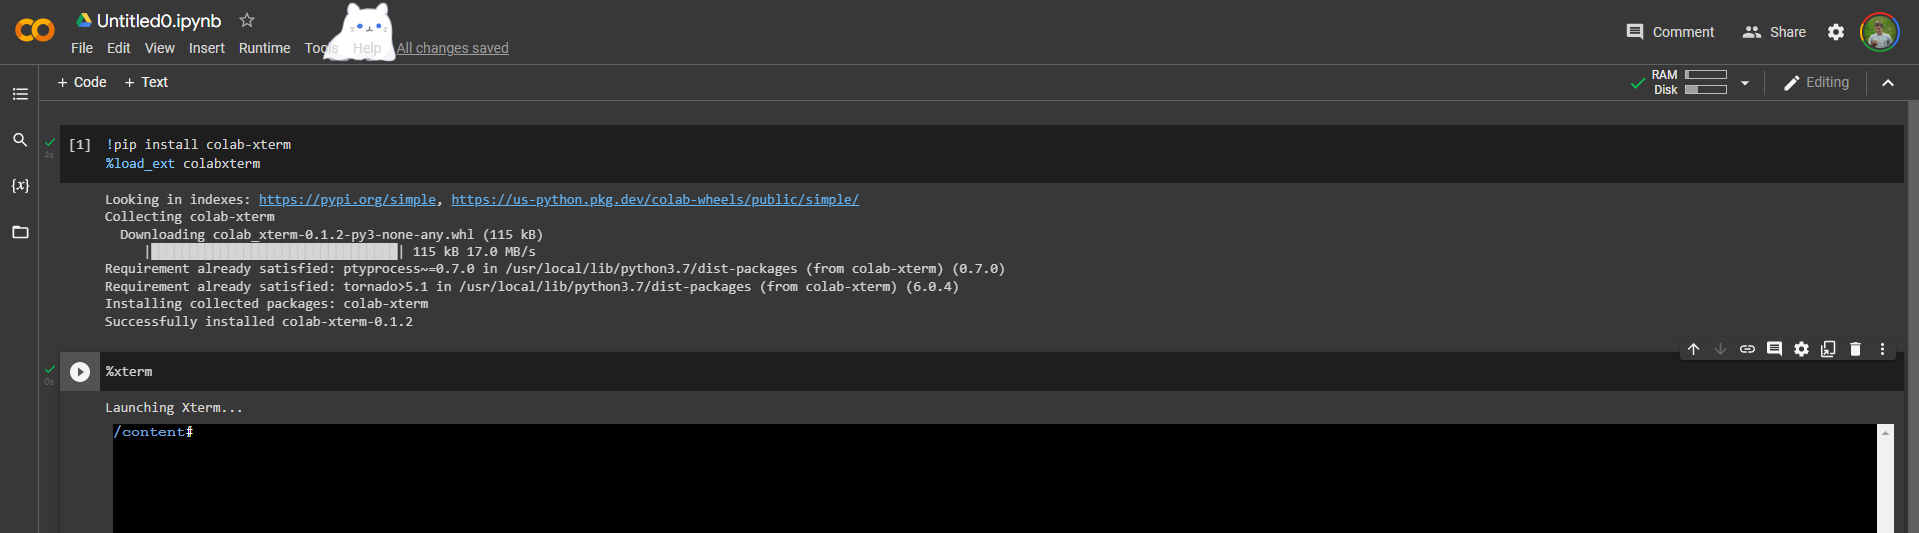 Untitled0.ipynb
File Edit View Insert Runtime Tools Help All changes saved
Comment Share
+ Code + Text
RAM
Disk
Editing
[1] !pip install colab-xterm
%load_ext colabxterm
4s
{x}
Looking in indexes: https://pypi.org/simple, https://us-python.pkg.dev/colab-wheels/public/simple/
Collecting colab-xterm
Downloading colab_xterm-0.1.2-py3-none-any.whl (115 kB)
|████████████████████████████████| 115 kB 17.0 MB/s
Requirement already satisfied: ptyprocess~=0.7.0 in /usr/local/lib/python3.7/dist-packages (from colab-xterm) (0.7.0)
Requirement already satisfied: tornado>5.1 in /usr/local/lib/python3.7/dist-packages (from colab-xterm) (6.0.4)
Installing collected packages: colab-xterm
Successfully installed colab-xterm-0.1.2
%xterm
0s
Launching Xterm...
/content#